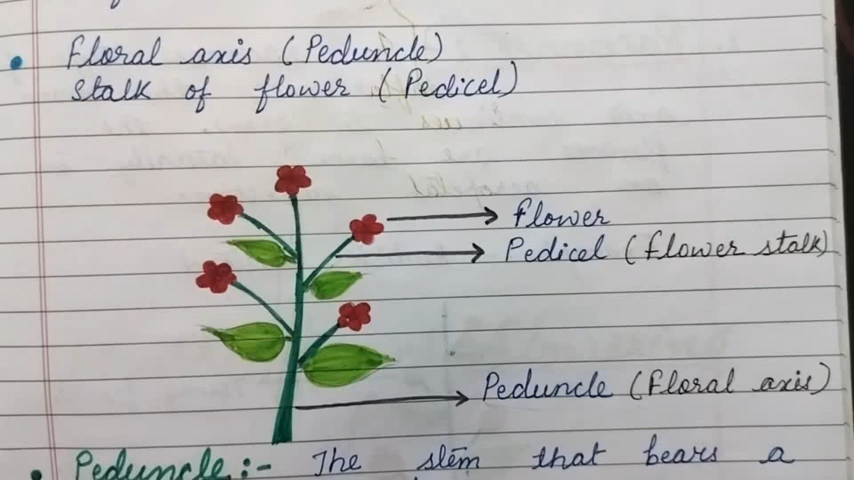 Floral axis (Peduncle)
Stalk of flower (Pedicel)
Flower
Pedicel (flower stalk)
Peduncle (Floral axis)
Peduncle:- The stem that bears a